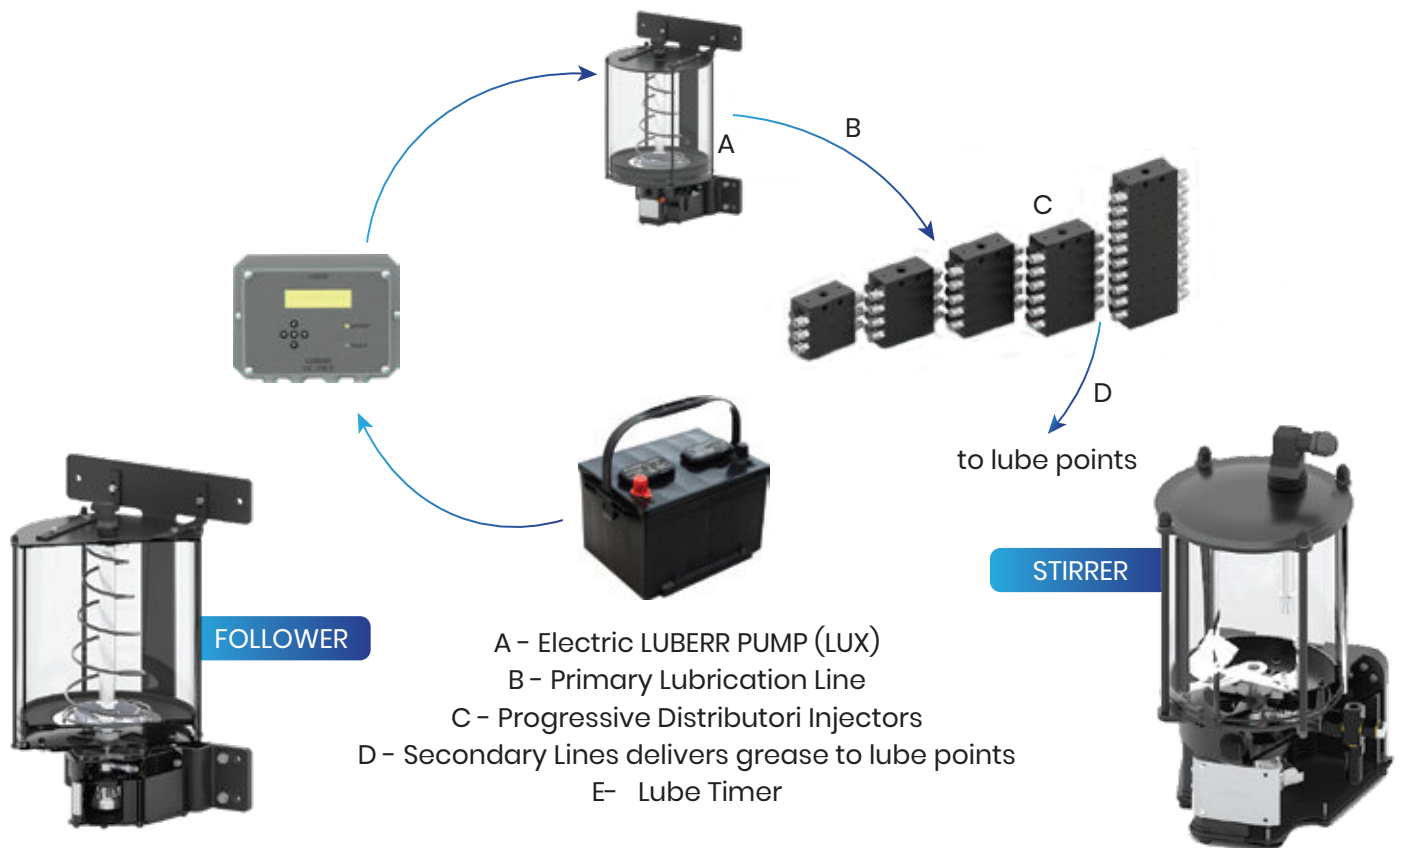 A
B
C
D
to lube points
STIRRER
FOLLOWER
A - Electric LUBERR PUMP (LUX)
B - Primary Lubrication Line
C - Progressive Distributori Injectors
D - Secondary Lines delivers grease to lube points
E- Lube Timer